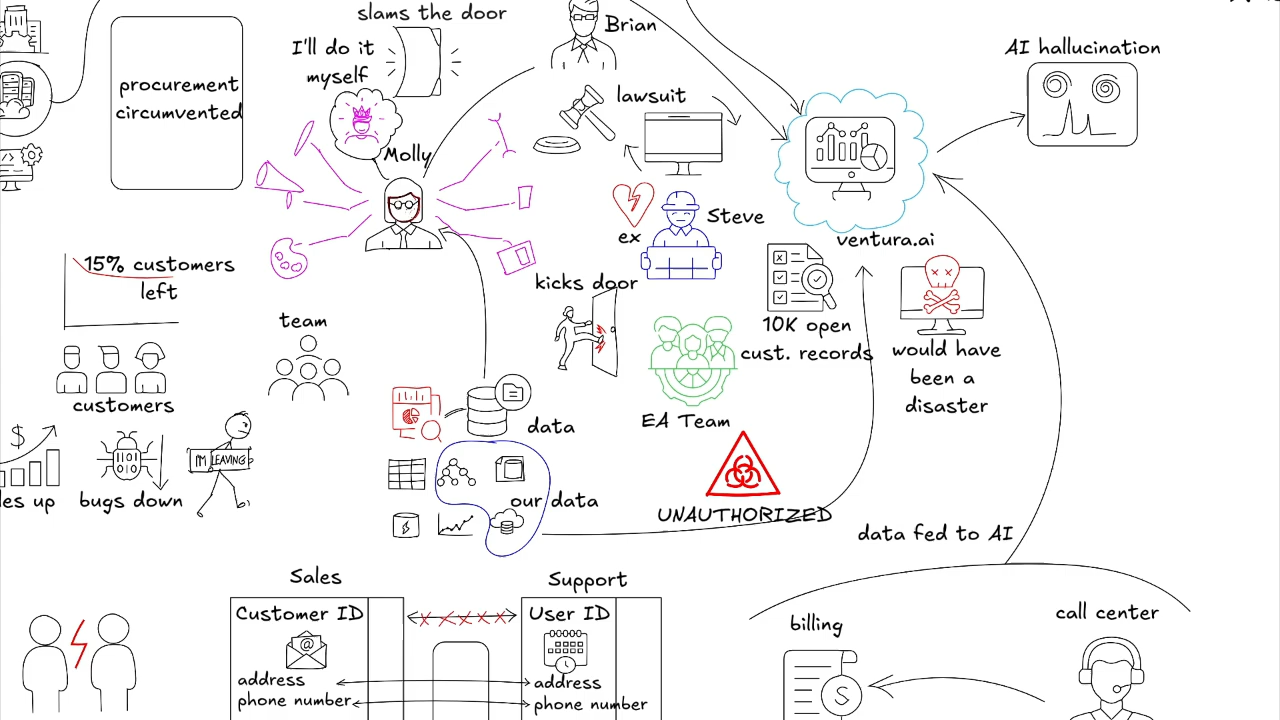 slams the door
I'll do it
myself
Brian
AI hallucination
procurement
circumvented
lawsuit
Molly
Steve
ex
ventura.ai
15% customers
left
kicks door
team
10K open
cust. records
would have
been a
disaster
customers
EA Team
data
$
I'M LEAVING
les up
bugs down
our data
UNAUTHORIZED
data fed to AI
Sales
Support
Customer ID
User ID
@
address
phone number
address
phone number
billing
call center
S